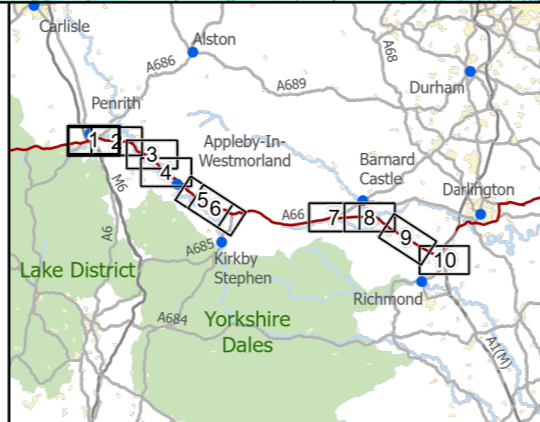 Carlisle
Alston
A686
A68
A689
Durham
Penrith
1
2
3
4
5
6
Appleby-In-
Westmorland
Barnard
Castle
Darlington
M6
A66
7
8
9
10
A6
A685
Lake District
Kirkby
Stephen
Richmond
A684
Yorkshire
Dales
A1(M)